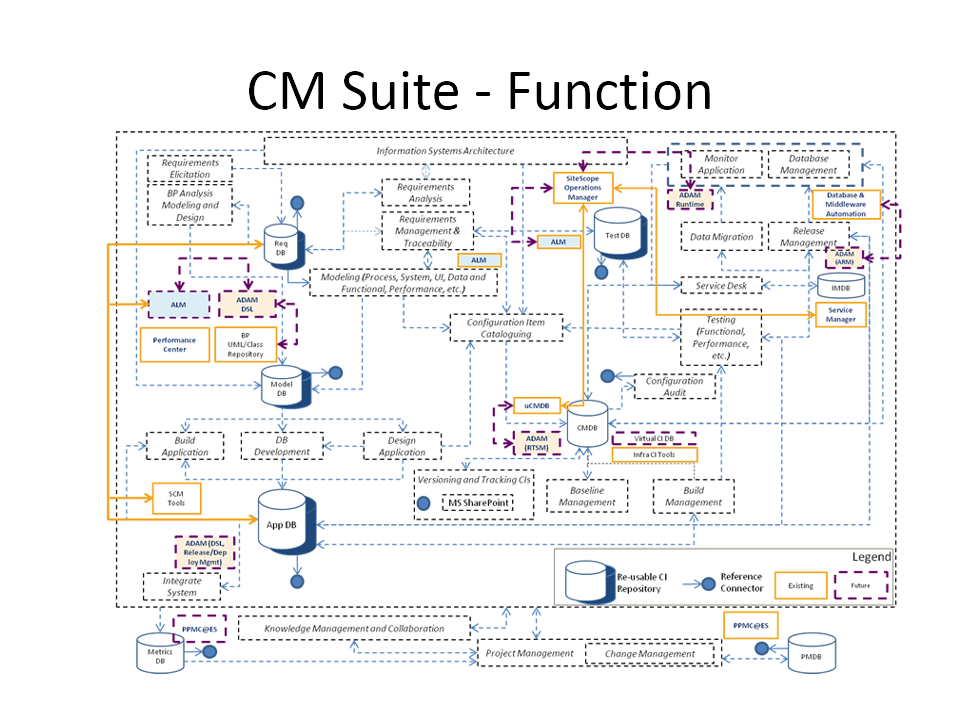 CM Suite - Function
Information Systems Architecture
Requirements
Elicitation
BP Analysis
Modeling and
Design
Requirements
Analysis
Requirements
Management &
Traceability
ALM
SiteScope
Operations
Manager
ALM
Monitor
Application
Database
Management
ADAM
Runtime
Database &
Middleware
Automation
Test DB
Data Migration
Release
Management
ADAM
(ARM)
Req
DB
Modeling (Process, System, UI, Data and
Functional, Performance, etc.)
Service Desk
IMDB
Service
Manager
ALM
ADAM
DSL
Performance
Center
BP
UML/Class
Repository
Configuration Item
Cataloguing
Testing
(Functional,
Performance,
etc.)
Model
DB
Configuration
Audit
uCMDB
CMDB
ADAM
(RTSM)
Virtual CI DB
Infra CI Tools
Build
Application
DB
Development
Design
Application
Versioning and Tracking CIs
MS SharePoint
Baseline
Management
Build
Management
SCM
Tools
App DB
ADAM (DSL,
Release/Dep
loy Mgmt)
Integrate
System
Legend
Re-usable CI
Repository
Reference
Connector
Existing
Future
PPMC@ES
Knowledge Management and Collaboration
PPMC@ES
Metrics
DB
Project Management
Change Management
PMDB